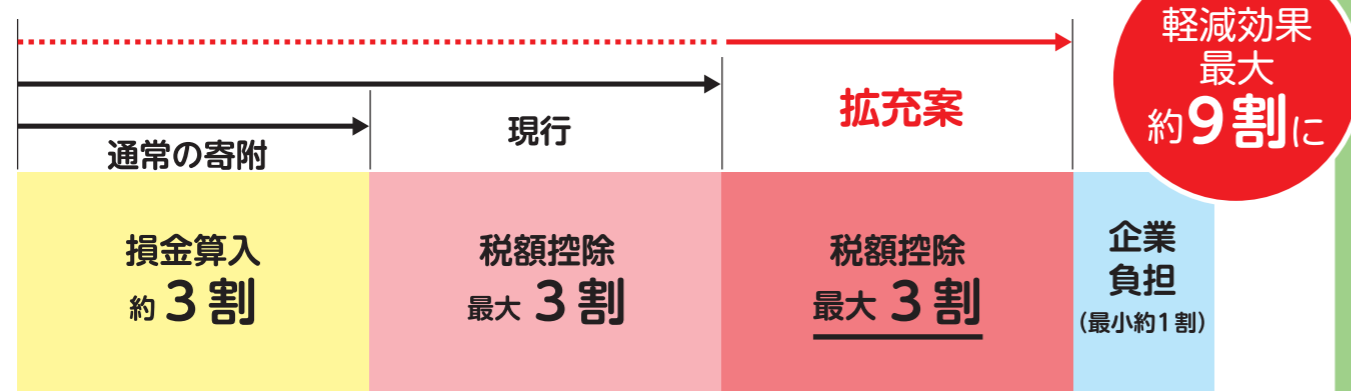 軽減効果
最大
約9割に
拡充案
現行
通常の寄附
損金算入
約3割
税額控除
最大3割
税額控除
最大3割
企業
負担
(最小約1割)